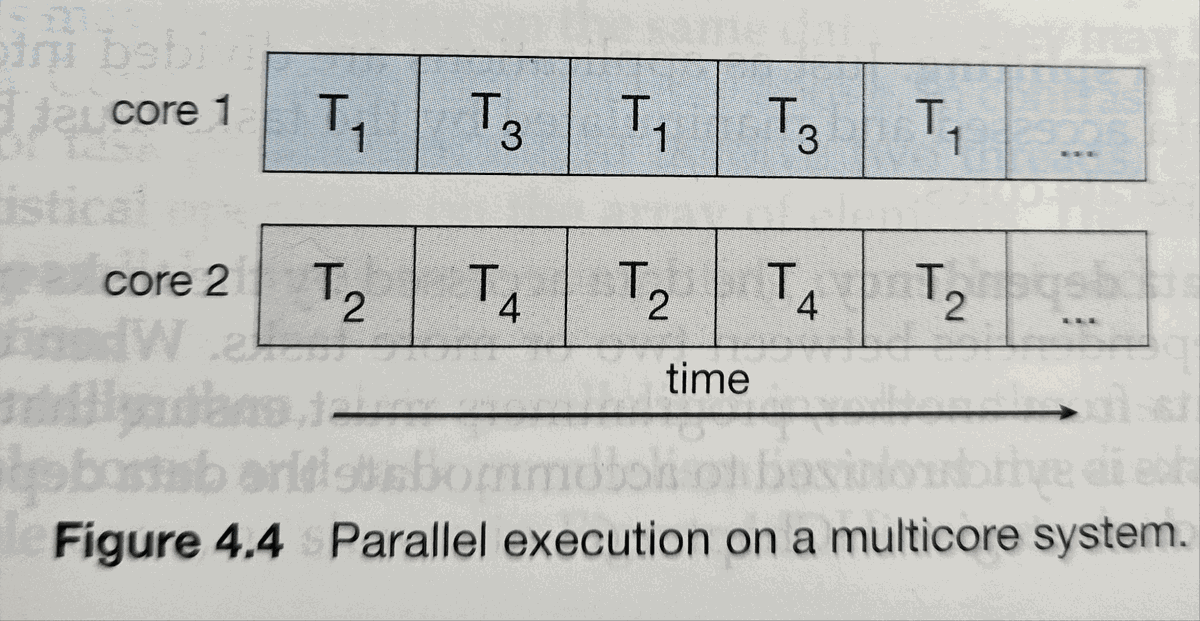 core 1 T₁ T₃ T₁ T₃ T₁ ...
core 2 T₂ T₄ T₂ T₄ T₂ ...
time
Figure 4.4 Parallel execution on a multicore system.